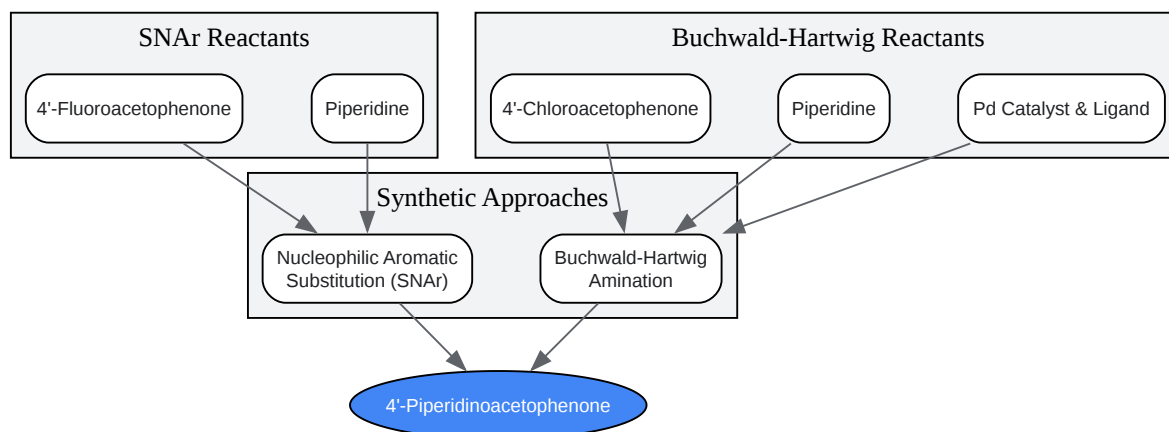 SNAr Reactants
Buchwald-Hartwig Reactants
4'-Fluoroacetophenone
Piperidine
4'-Chloroacetophenone
Piperidine
Pd Catalyst & Ligand
Synthetic Approaches
Nucleophilic Aromatic
Substitution (SNAr)
Buchwald-Hartwig
Amination
4'-Piperidinoacetophenone